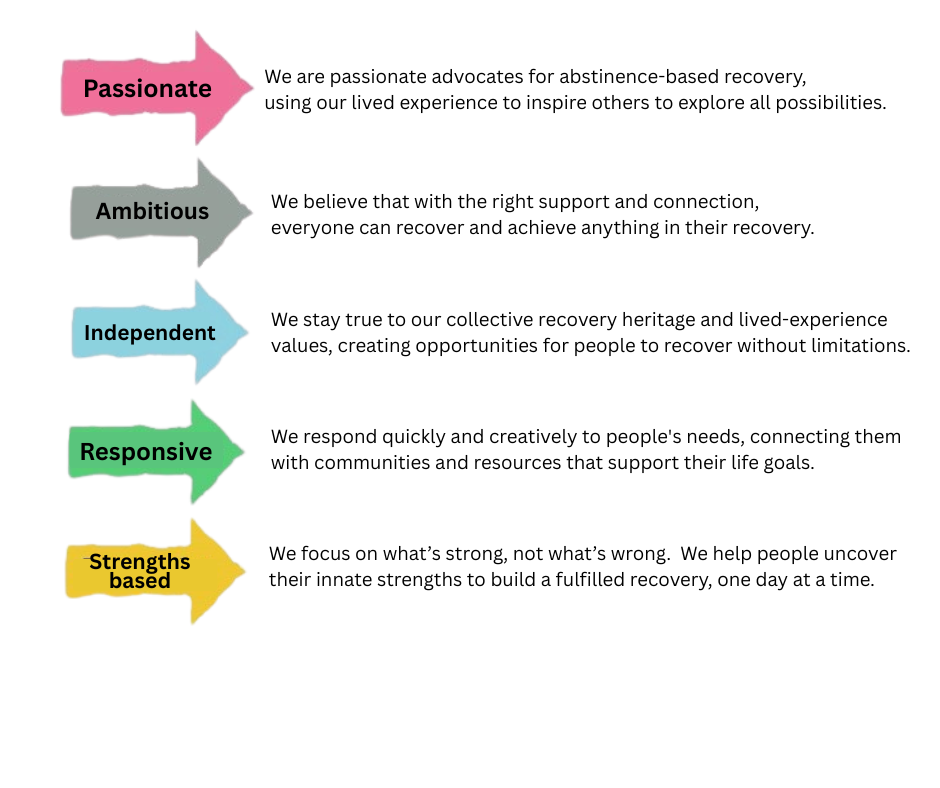 Passionate
We are passionate advocates for abstinence-based recovery,
using our lived experience to inspire others to explore all possibilities.
Ambitious
We believe that with the right support and connection,
everyone can recover and achieve anything in their recovery.
Independent
We stay true to our collective recovery heritage and lived-experience
values, creating opportunities for people to recover without limitations.
Responsive
We respond quickly and creatively to people's needs, connecting them
with communities and resources that support their life goals.
Strengths
based
We focus on what’s strong, not what’s wrong.  We help people uncover
their innate strengths to build a fulfilled recovery, one day at a time.